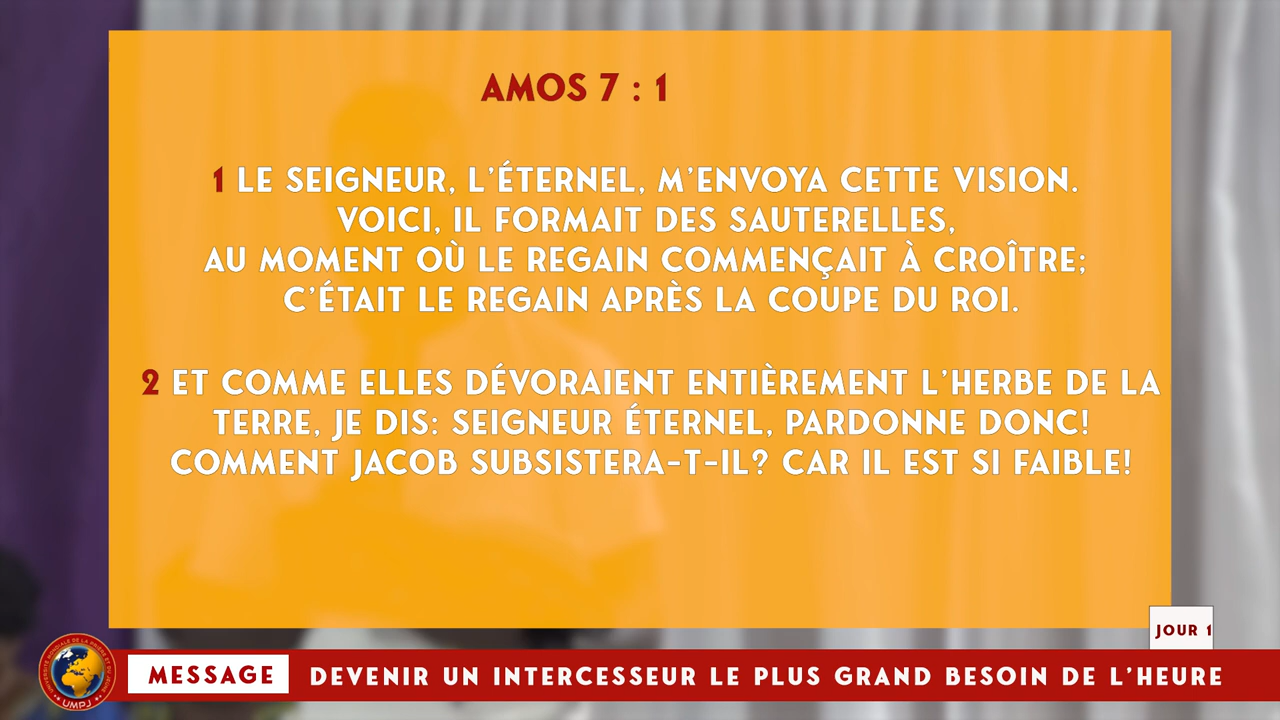 AMOS 7 : 1
1 LE SEIGNEUR, L'ÉTERNEL, M'ENVOYA CETTE VISION.
VOICI, IL FORMAIT DES SAUTERELLES,
AU MOMENT OÙ LE REGAIN COMMENÇAIT À CROÎTRE;
C'ÉTAIT LE REGAIN APRÈS LA COUPE DU ROI.
2 ET COMME ELLES DÉVORAIENT ENTIÈREMENT L'HERBE DE LA
TERRE, JE DIS: SEIGNEUR ÉTERNEL, PARDONNE DONC!
COMMENT JACOB SUBSISTERA-T-IL? CAR IL EST SI FAIBLE!
JOUR 1
MESSAGE
DEVENIR UN INTERCESSEUR LE PLUS GRAND BESOIN DE L'HEURE
UMPJ